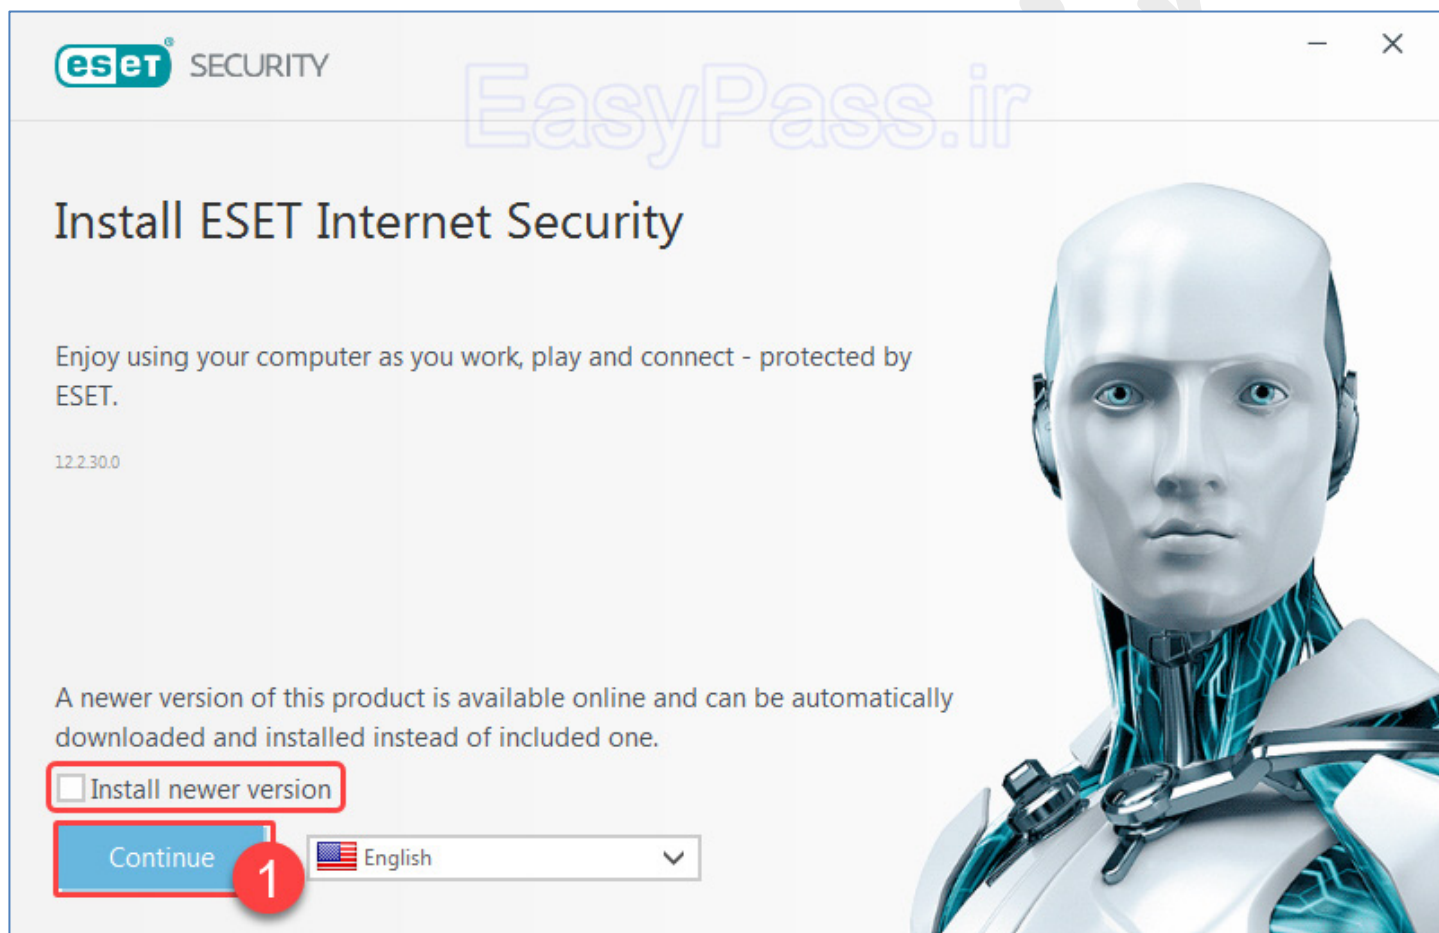 eset® SECURITY
EasyPass.ir
Install ESET Internet Security
Enjoy using your computer as you work, play and connect - protected by
ESET.
12.2.30.0
A newer version of this product is available online and can be automatically
downloaded and installed instead of included one.
Install newer version
Continue
1
English